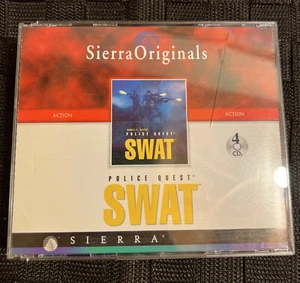 SierraOriginals
ACTION
ACTION
POLICE QUEST
SWAT
4
CDs
POLICE QUEST
SWAT
SIERRA®